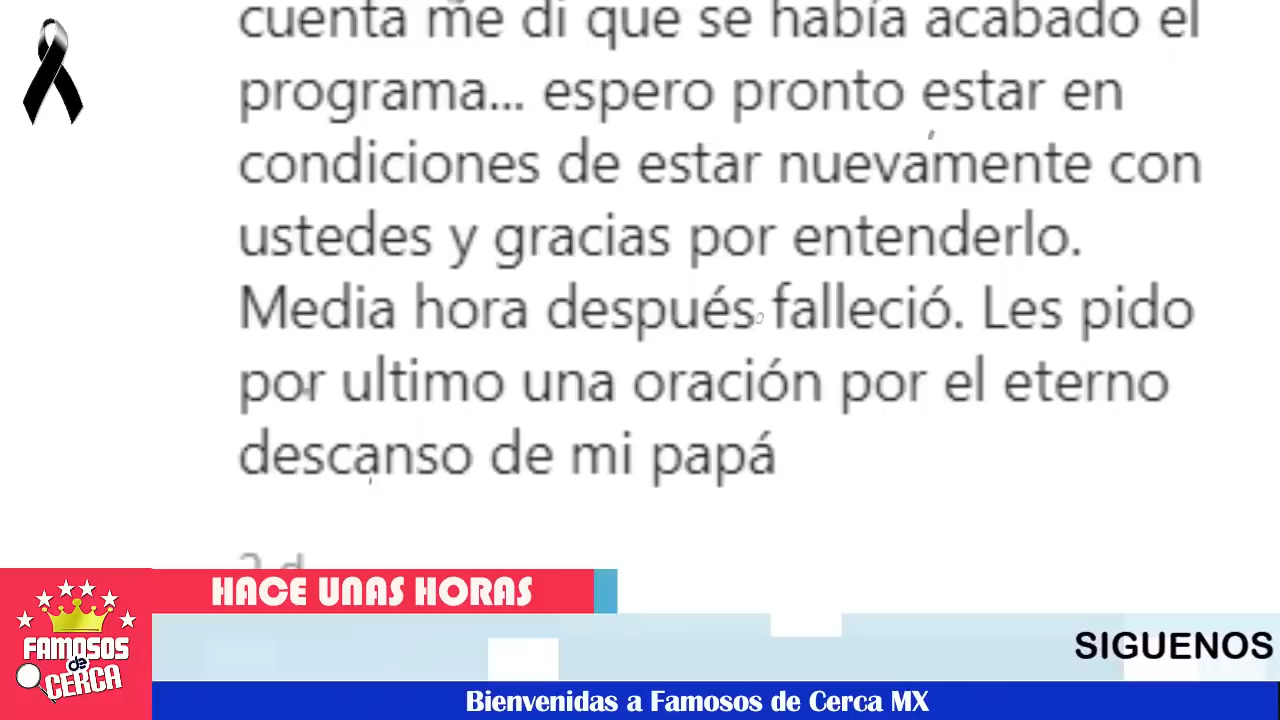 cuenta me di que se había acabado el
programa... espero pronto estar en
condiciones de estar nuevamente con
ustedes y gracias por entenderlo.
Media hora después falleció. Les pido
por ultimo una oración por el eterno
descanso de mi papá
HACE UNAS HORAS
FAMOSOS
de
CERCA
SIGUENOS
Bienvenidas a Famosos de Cerca MX